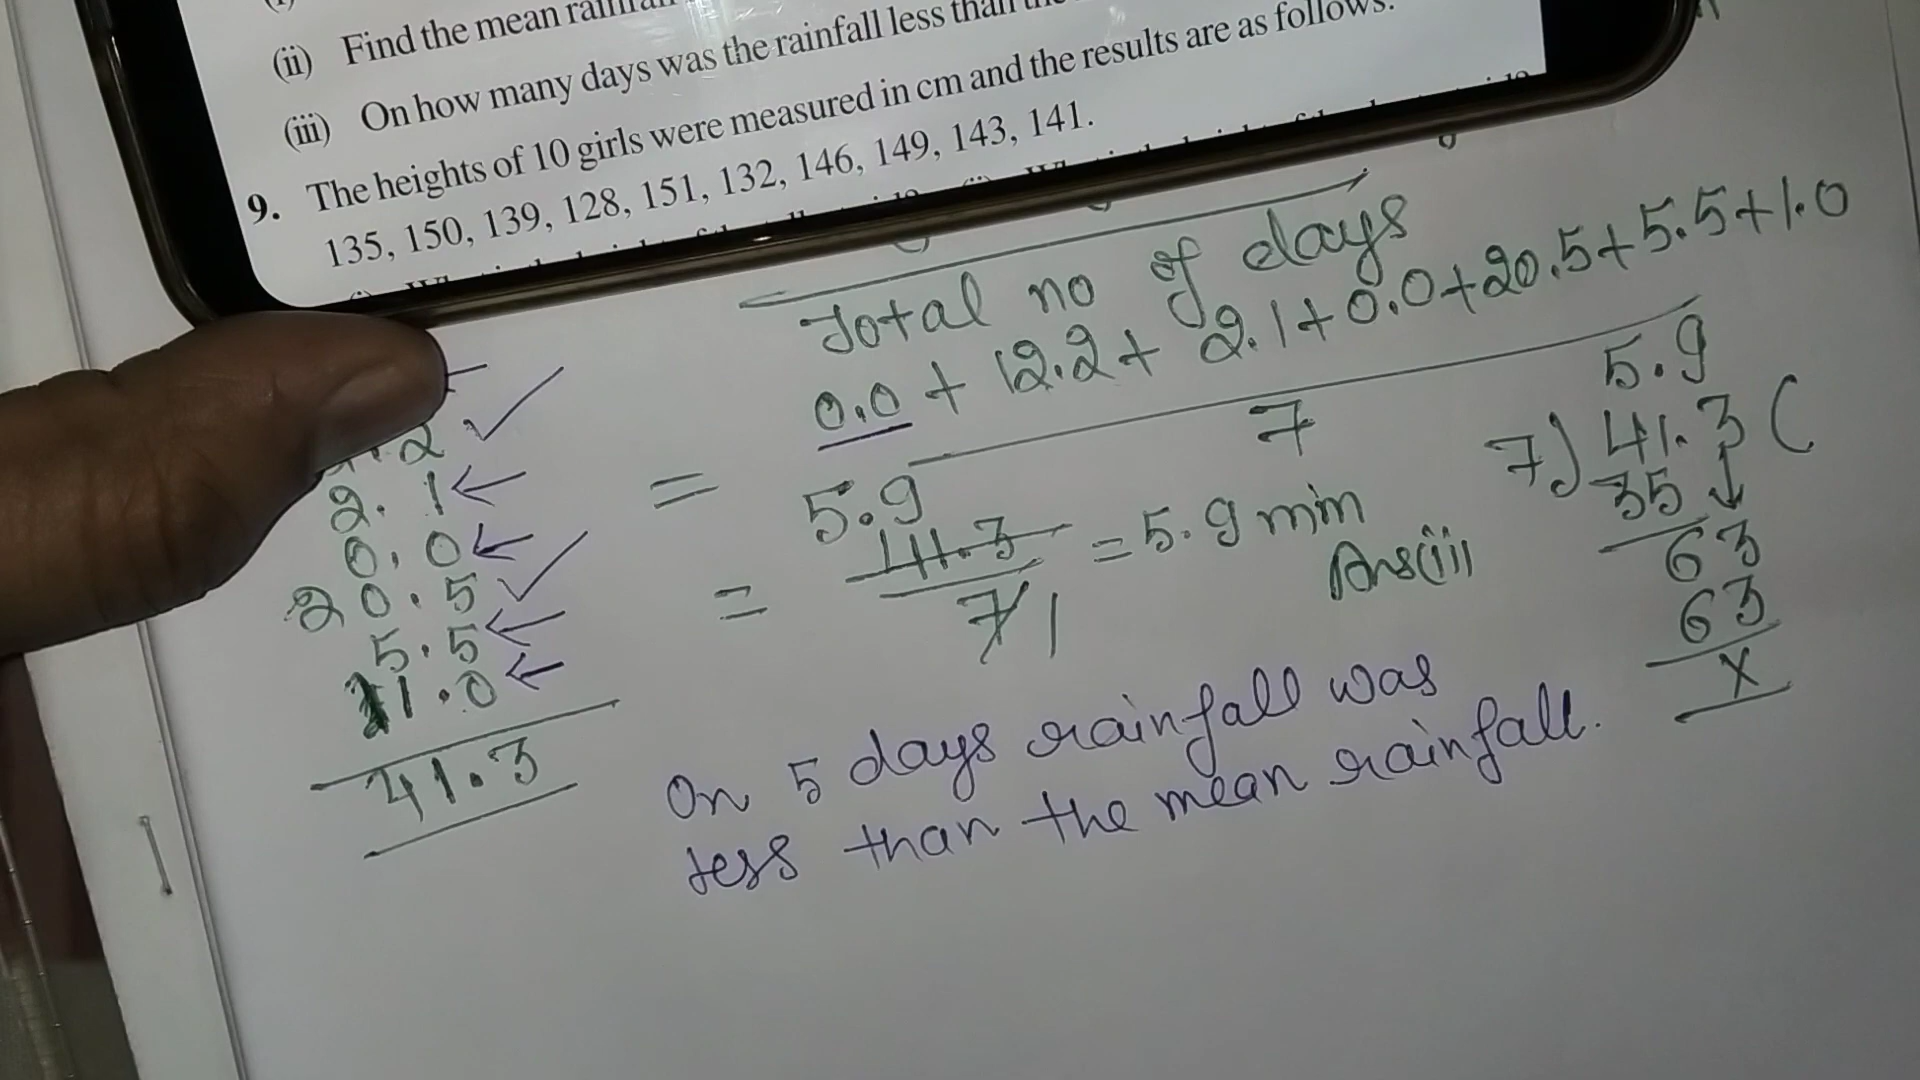 (ii) Find the mean rainfall
(iii) On how many days was the rainfall less than the
9. The heights of 10 girls were measured in cm and the results are as follows:
135, 150, 139, 128, 151, 132, 146, 149, 143, 141.
Total no of days
0.0 + 12.2 + 2.1 + 0.0 + 20.5 + 5.5 + 1.0
7
= 5.9
= 41.3 = 5.9 mm Ans(ii)
7 1
5.9
7) 41.3 (
35
63
63
x
.2
2.1
0.0
20.5
5.5
1.0
41.3
On 5 days rainfall was
less than the mean rainfall.